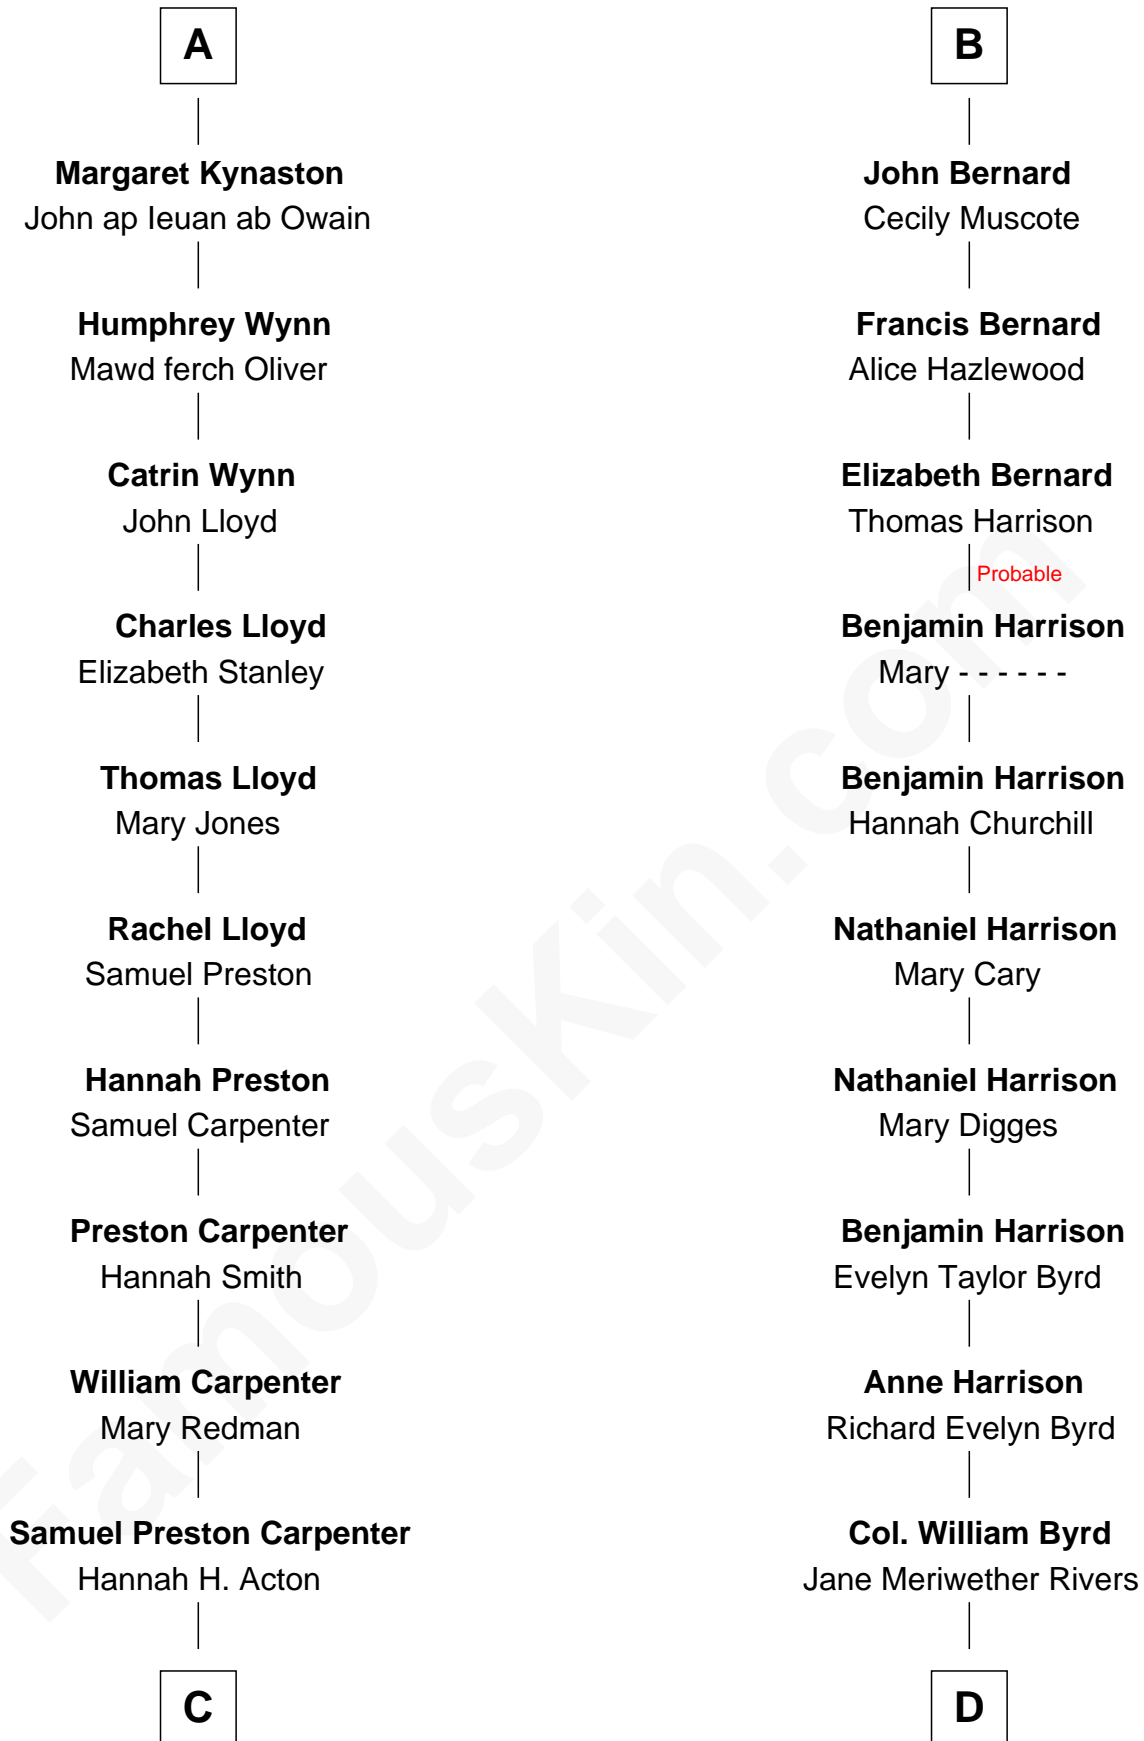 A
Margaret Kynaston
John ap Ieuan ab Owain
Humphrey Wynn
Mawd ferch Oliver
Catrin Wynn
John Lloyd
Charles Lloyd
Elizabeth Stanley
Thomas Lloyd
Mary Jones
Rachel Lloyd
Samuel Preston
Hannah Preston
Samuel Carpenter
Preston Carpenter
Hannah Smith
William Carpenter
Mary Redman
Samuel Preston Carpenter
Hannah H. Acton
C
B
John Bernard
Cecily Muscote
Francis Bernard
Alice Hazlewood
Elizabeth Bernard
Thomas Harrison
Probable
Benjamin Harrison
Mary - - - - - -
Benjamin Harrison
Hannah Churchill
Nathaniel Harrison
Mary Cary
Nathaniel Harrison
Mary Digges
Benjamin Harrison
Evelyn Taylor Byrd
Anne Harrison
Richard Evelyn Byrd
Col. William Byrd
Jane Meriwether Rivers
D
FamousKin.com